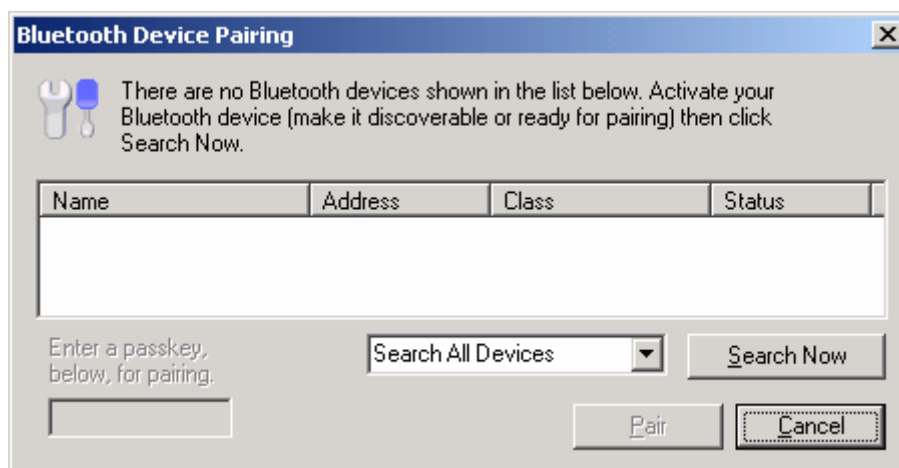 Bluetooth Device Pairing
There are no Bluetooth devices shown in the list below. Activate your
Bluetooth device (make it discoverable or ready for pairing) then click
Search Now.
Name Address Class Status
Enter a passkey,
below, for pairing.
Search All Devices
Search Now
Pair
Cancel